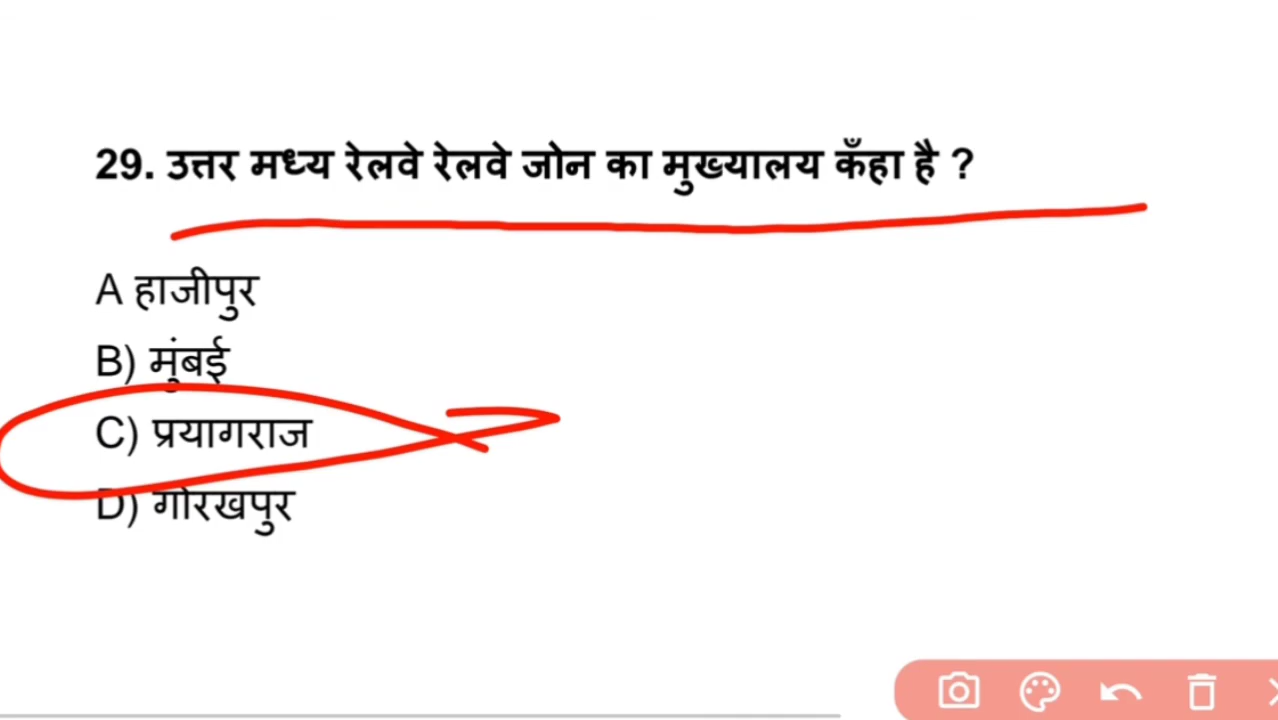 29. उत्तर मध्य रेलवे रेलवे जोन का मुख्यालय कँहा है ?
A हाजीपुर
B) मुंबई
C) प्रयागराज
D) गोरखपुर